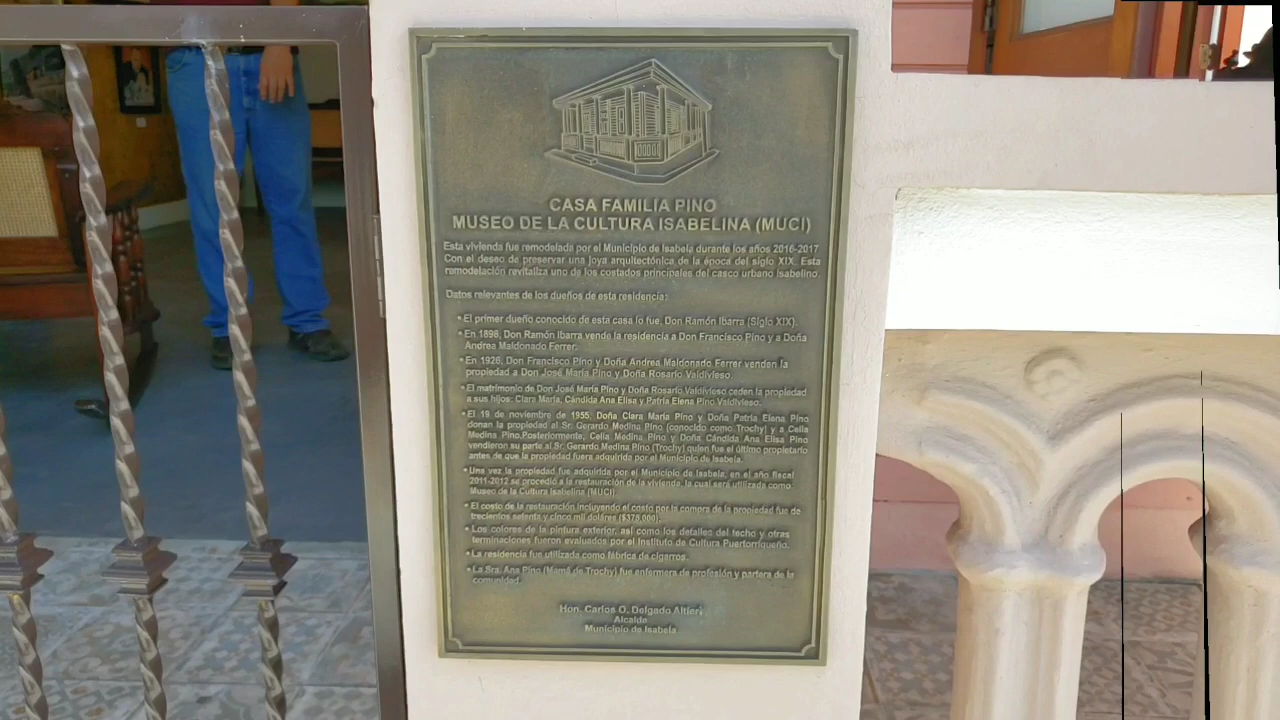 CASA FAMILIA PINO
MUSEO DE LA CULTURA ISABELINA (MUCI)
Esta vivienda fue remodelada por el Municipio de Isabela durante los años 2016-2017
Con el deseo de preservar una joya arquitectónica de la época del siglo XIX. Esta
remodelación revitaliza uno de los costados principales del casco urbano Isabelino.
Datos relevantes de los dueños de esta residencia:
• El primer dueño conocido de esta casa lo fue, Don Ramón Ibarra (Siglo XIX).
• En 1898, Don Ramón Ibarra vende la residencia a Don Francisco Pino y a Doña
Andrea Maldonado Ferrer.
• En 1926, Don Francisco Pino y Doña Andrea Maldonado Ferrer venden la
propiedad a Don José María Pino y Doña Rosario Valdivieso.
• El matrimonio de Don José María Pino y Doña Rosario Valdivieso ceden la propiedad
a sus hijos: Clara María, Cándida Ana Elisa y Patria Elena Pino Valdivieso.
• El 19 de noviembre de 1955, Doña Clara María Pino y Doña Patria Elena Pino
donan la propiedad al Sr. Gerardo Medina Pino (conocido como Trochy) y a Celia
Medina Pino.Posteriormente, Celia Medina Pino y Doña Cándida Ana Elisa Pino
vendieron su parte al Sr. Gerardo Medina Pino (Trochy) quien fue el último propietario
antes de que la propiedad fuera adquirida por el Municipio de Isabela.
• Una vez la propiedad fue adquirida por el Municipio de Isabela, en el año fiscal
2011-2012 se procedió a la restauración de la vivienda, la cual será utilizada como:
Museo de la Cultura Isabelina (MUCI).
• El costo de la restauración incluyendo el costo por la compra de la propiedad fue de
trecientos setenta y cinco mil dólares ($375,000).
• Los colores de la pintura exterior, así como los detalles del techo y otras
terminaciones fueron evaluados por el Instituto de Cultura Puertorriqueño.
• La residencia fue utilizada como fábrica de cigarros.
• La Sra. Ana Pino (Mamá de Trochy) fue enfermera de profesión y partera de la
comunidad.
Hon. Carlos O. Delgado Altieri
Alcalde
Municipio de Isabela